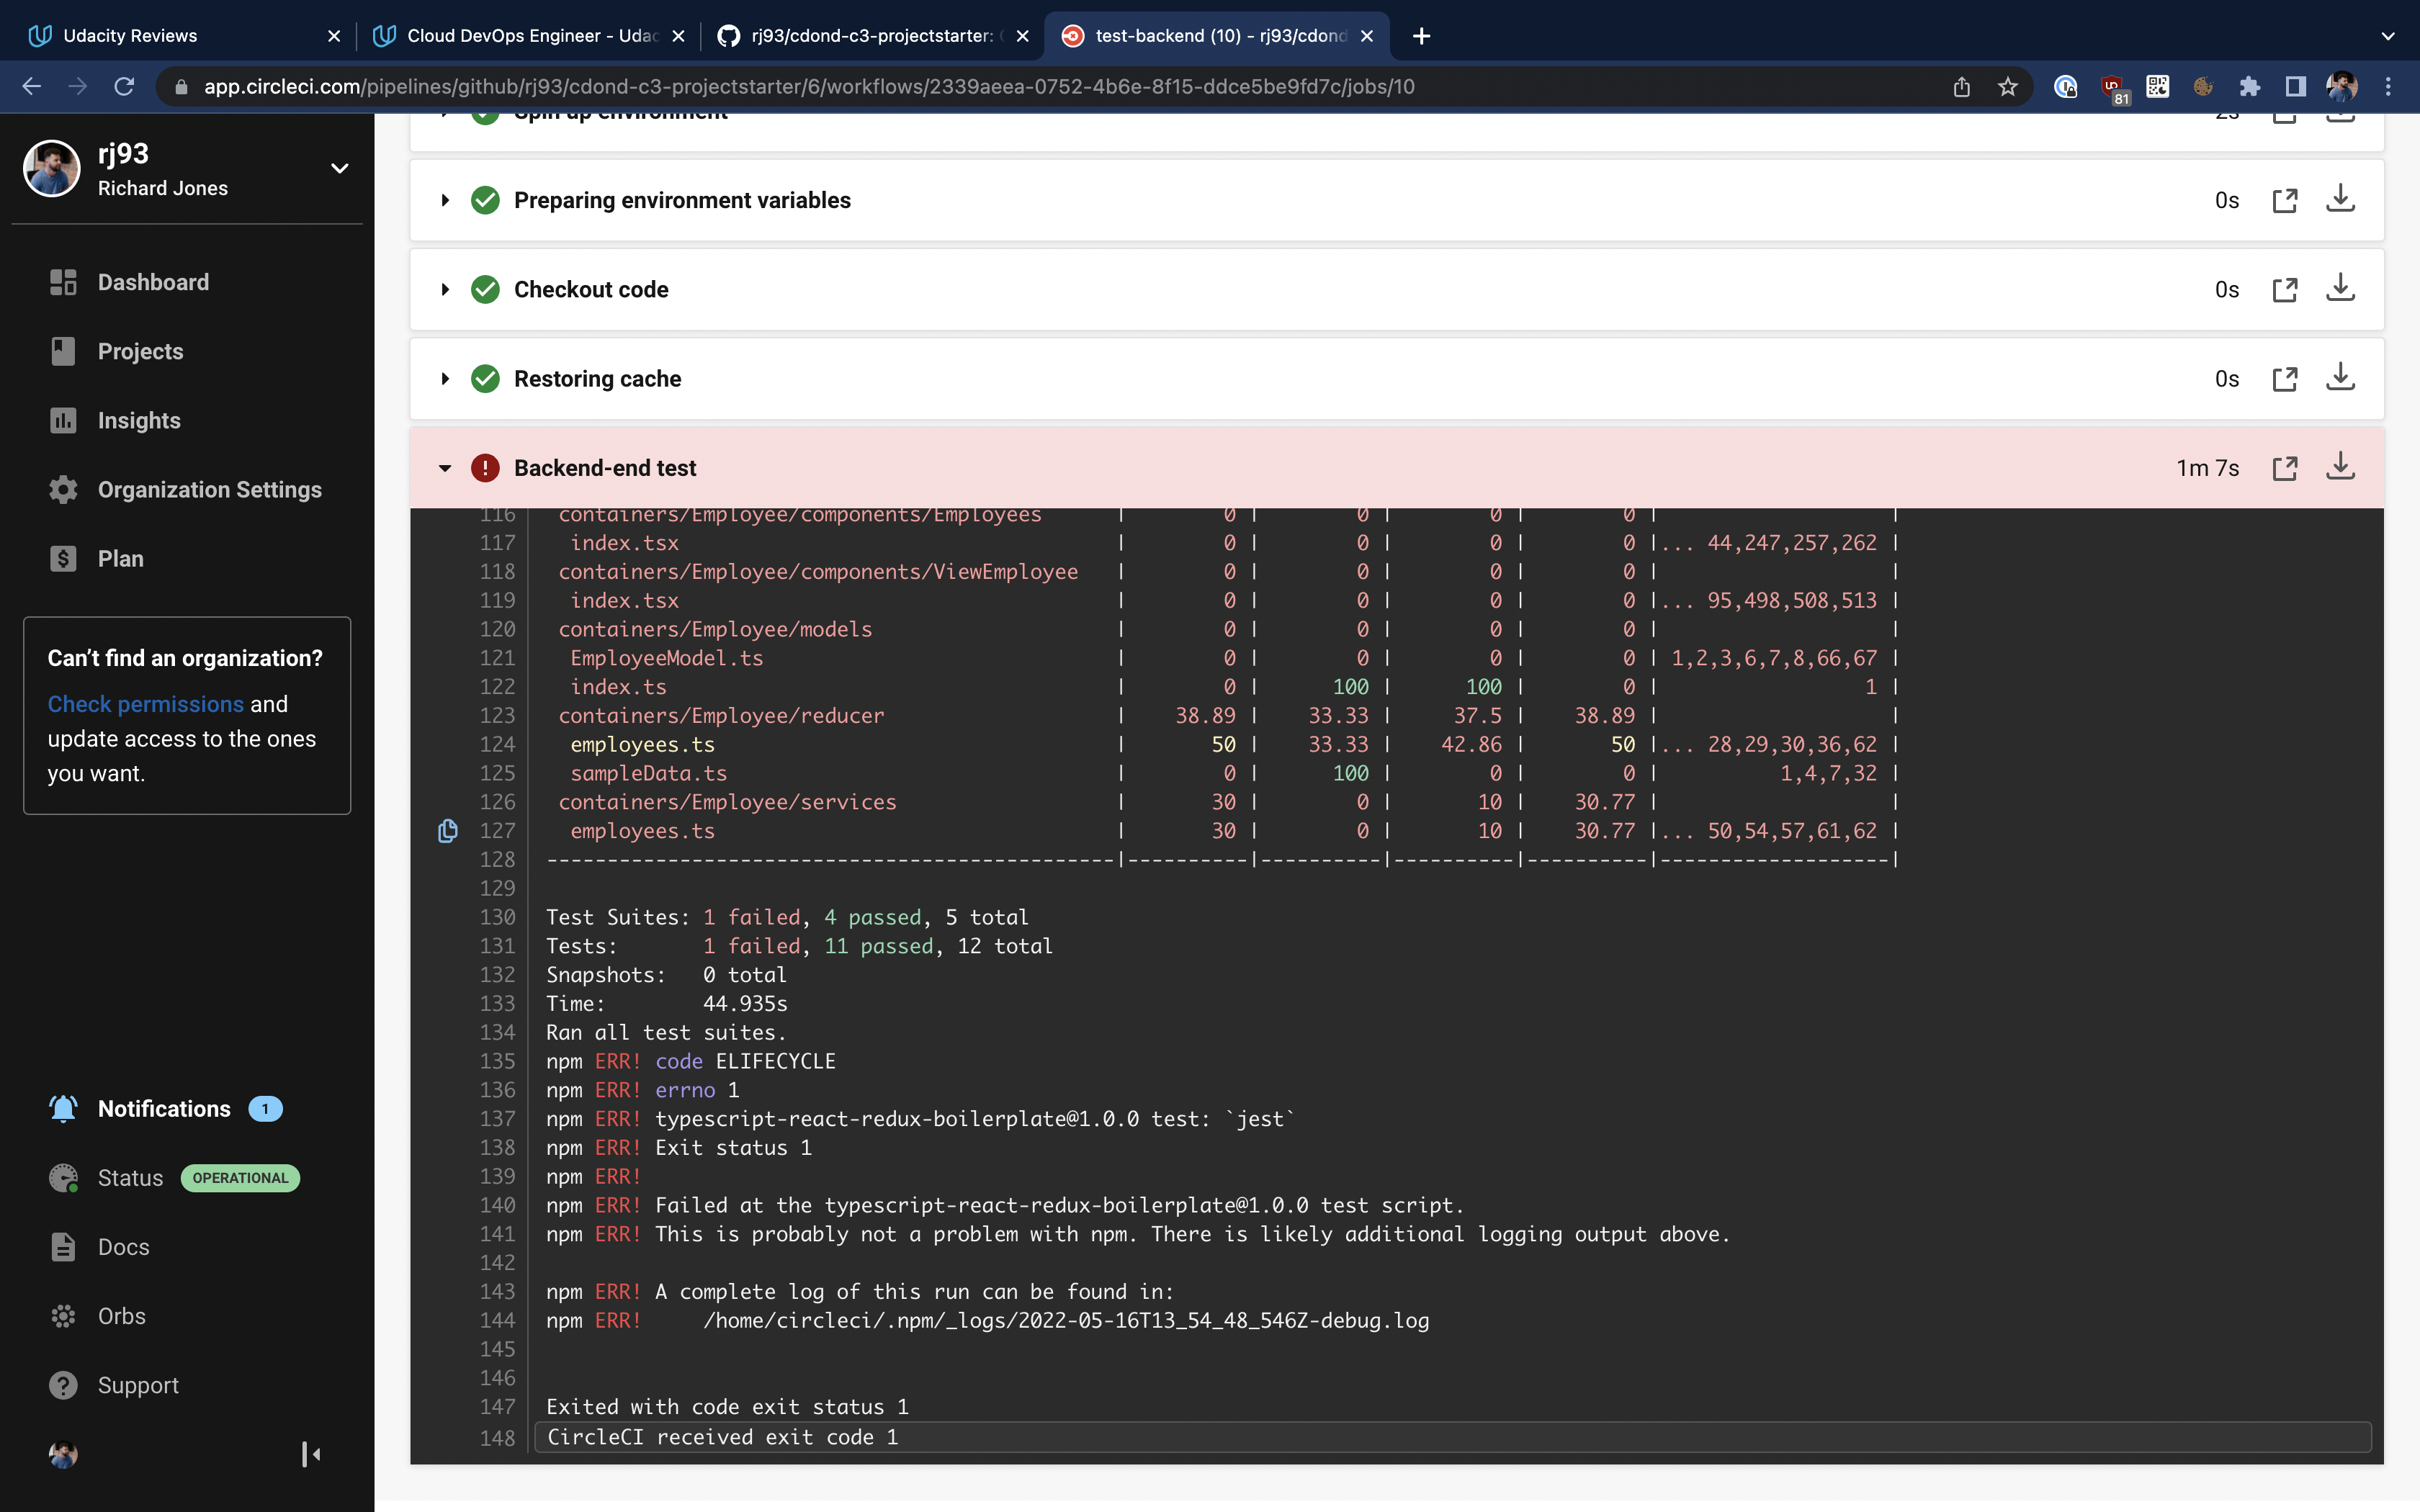 Udacity Reviews
Cloud DevOps Engineer - Udac
rj93/cdond-c3-projectstarter: C
test-backend (10) - rj93/cdond
app.circleci.com/pipelines/github/rj93/cdond-c3-projectstarter/6/workflows/2339aeea-0752-4b6e-8f15-ddce5be9fd7c/jobs/10
81
rj93
Richard Jones
Dashboard
Projects
Insights
Organization Settings
Plan
Can’t find an organization?
Check permissions and
update access to the ones
you want.
Notifications 1
Status OPERATIONAL
Docs
Orbs
Support
Spin up environment 2s
Preparing environment variables 0s
Checkout code 0s
Restoring cache 0s
Backend-end test 1m 7s
116 containers/Employee/components/Employees | 0 | 0 | 0 | 0 | |
117 index.tsx | 0 | 0 | 0 | 0 |... 44,247,257,262 |
118 containers/Employee/components/ViewEmployee | 0 | 0 | 0 | 0 | |
119 index.tsx | 0 | 0 | 0 | 0 |... 95,498,508,513 |
120 containers/Employee/models | 0 | 0 | 0 | 0 | |
121 EmployeeModel.ts | 0 | 0 | 0 | 0 | 1,2,3,6,7,8,66,67 |
122 index.ts | 0 | 100 | 100 | 0 | 1 |
123 containers/Employee/reducer | 38.89 | 33.33 | 37.5 | 38.89 | |
124 employees.ts | 50 | 33.33 | 42.86 | 50 |... 28,29,30,36,62 |
125 sampleData.ts | 0 | 100 | 0 | 0 | 1,4,7,32 |
126 containers/Employee/services | 30 | 0 | 10 | 30.77 | |
127 employees.ts | 30 | 0 | 10 | 30.77 |... 50,54,57,61,62 |
128 -----------------------------------------------|----------|----------|----------|----------|-------------------|
129
130 Test Suites: 1 failed, 4 passed, 5 total
131 Tests: 1 failed, 11 passed, 12 total
132 Snapshots: 0 total
133 Time: 44.935s
134 Ran all test suites.
135 npm ERR! code ELIFECYCLE
136 npm ERR! errno 1
137 npm ERR! typescript-react-redux-boilerplate@1.0.0 test: `jest`
138 npm ERR! Exit status 1
139 npm ERR!
140 npm ERR! Failed at the typescript-react-redux-boilerplate@1.0.0 test script.
141 npm ERR! This is probably not a problem with npm. There is likely additional logging output above.
142
143 npm ERR! A complete log of this run can be found in:
144 npm ERR! /home/circleci/.npm/_logs/2022-05-16T13_54_48_546Z-debug.log
145
146
147 Exited with code exit status 1
148 CircleCI received exit code 1